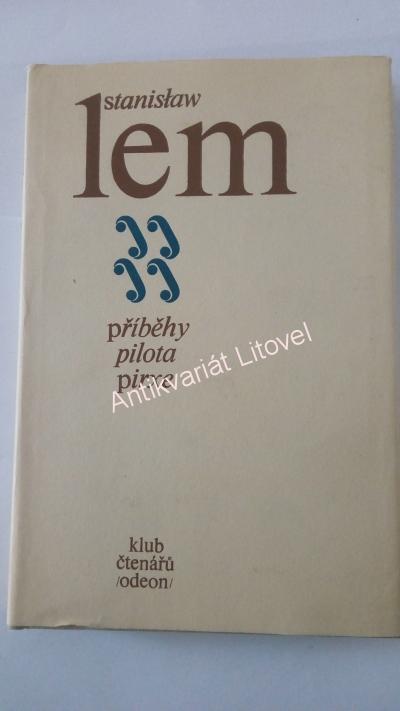 stanisław
lem
příběhy
pilota
pirxe
Antikvariát Litovel
klub
čtenářů
/odeon/